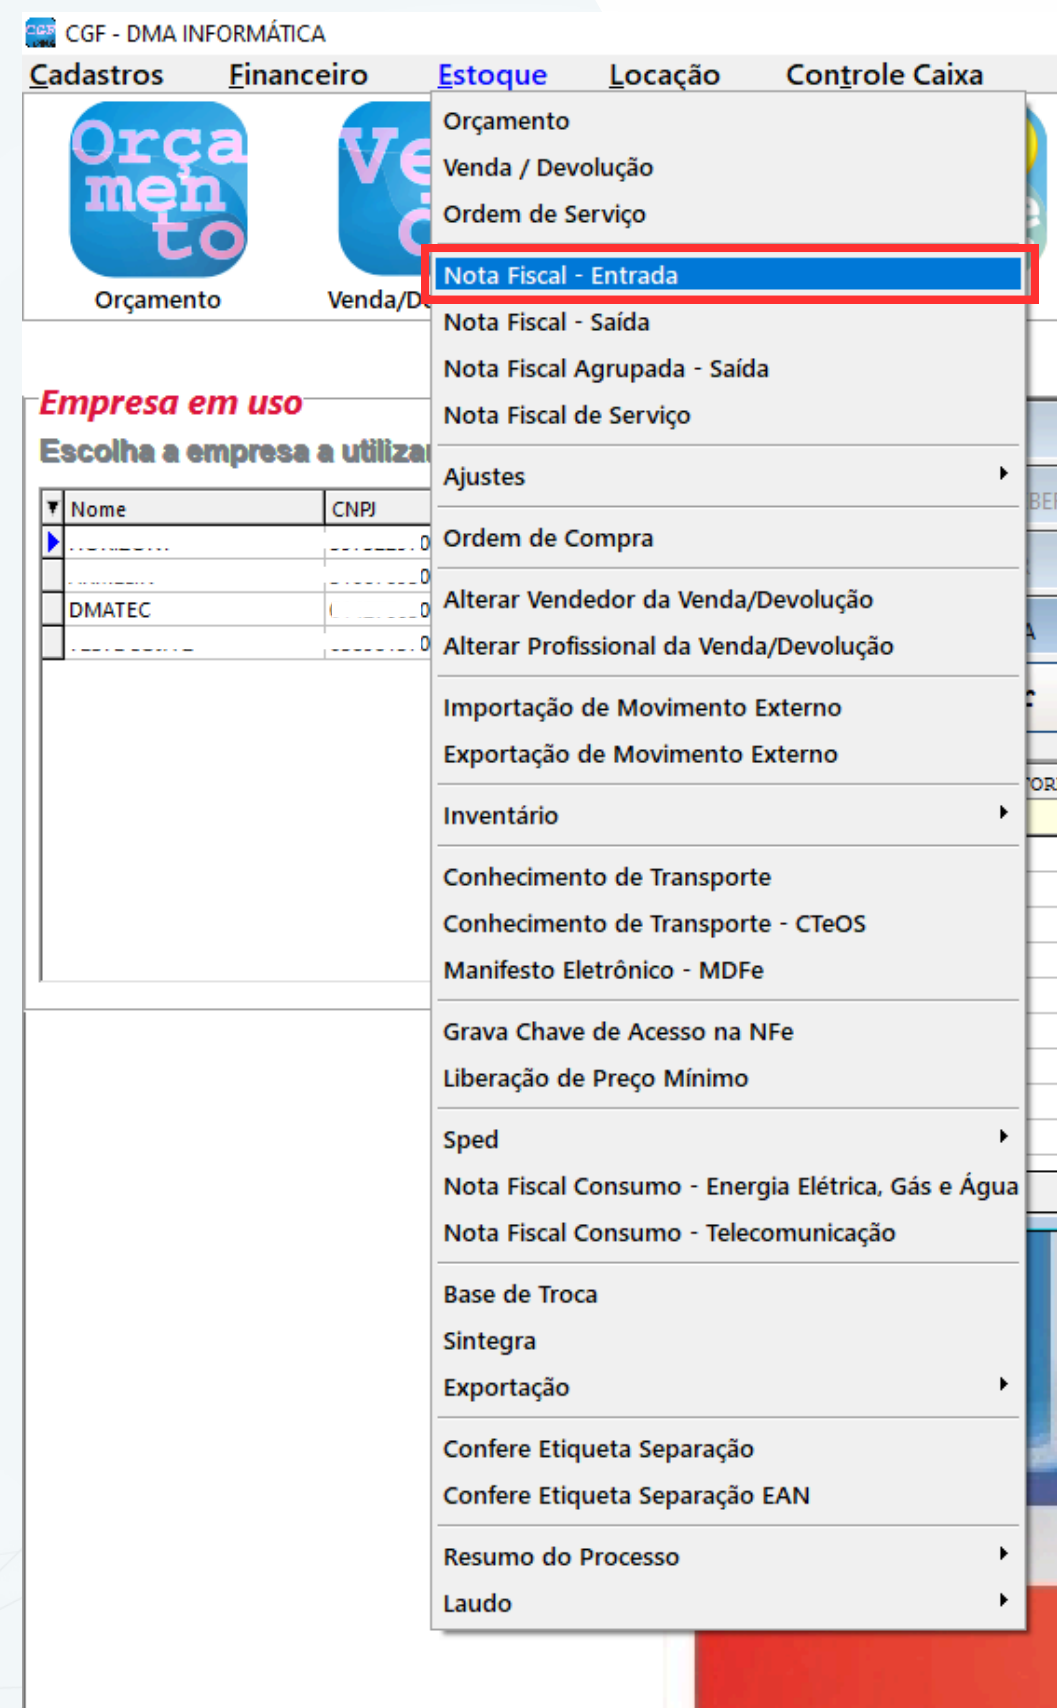 CGF - DMA INFORMÁTICA
Cadastros Financeiro Estoque Locação Controle Caixa
Orça
men
to
Orçamento
Orçamento
Venda / Devolução
Ordem de Serviço
Nota Fiscal - Entrada
Nota Fiscal - Saída
Nota Fiscal Agrupada - Saída
Nota Fiscal de Serviço
Ajustes
Ordem de Compra
Alterar Vendedor da Venda/Devolução
Alterar Profissional da Venda/Devolução
Importação de Movimento Externo
Exportação de Movimento Externo
Inventário
Conhecimento de Transporte
Conhecimento de Transporte - CTeOS
Manifesto Eletrônico - MDFe
Grava Chave de Acesso na NFe
Liberação de Preço Mínimo
Sped
Nota Fiscal Consumo - Energia Elétrica, Gás e Água
Nota Fiscal Consumo - Telecomunicação
Base de Troca
Sintegra
Exportação
Confere Etiqueta Separação
Confere Etiqueta Separação EAN
Resumo do Processo
Laudo
Empresa em uso
Escolha a empresa a
Nome CNPJ
DMATEC